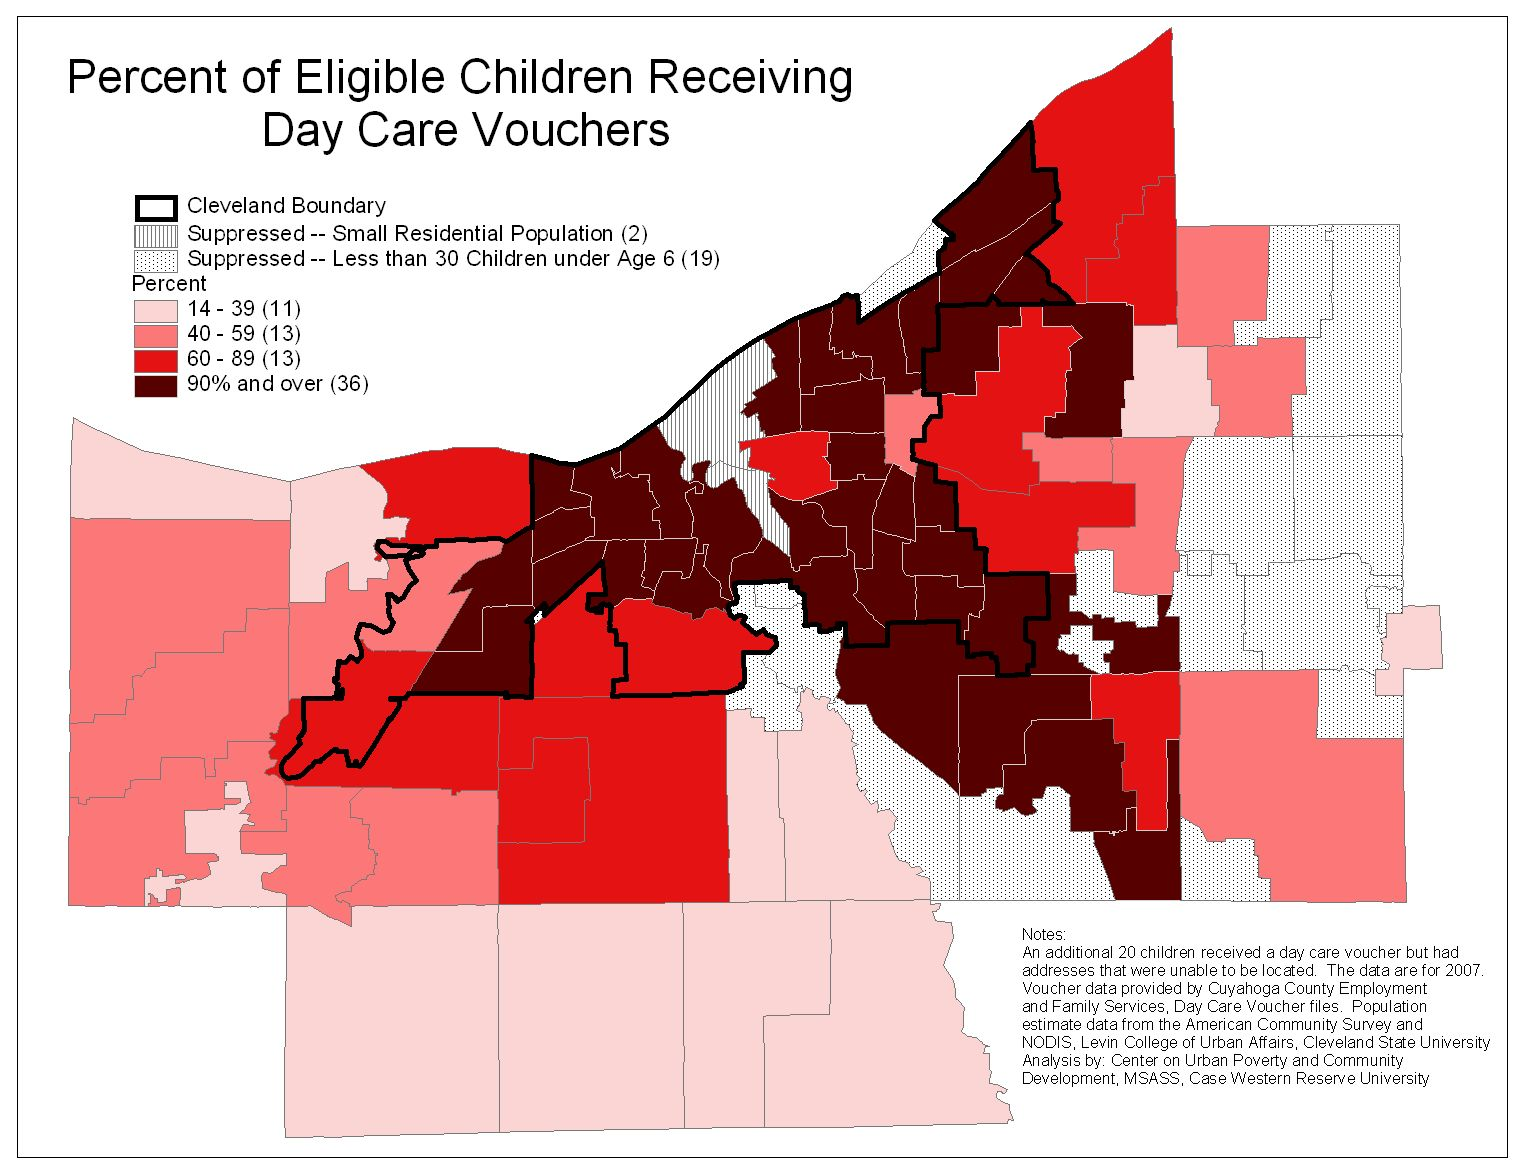 Percent of Eligible Children Receiving
Day Care Vouchers
Cleveland Boundary
Suppressed -- Small Residential Population (2)
Suppressed -- Less than 30 Children under Age 6 (19)
Percent
14 - 39 (11)
40 - 59 (13)
60 - 89 (13)
90% and over (36)
Notes:
An additional 20 children received a day care voucher but had
addresses that were unable to be located.  The data are for 2007.
Voucher data provided by Cuyahoga County Employment
and Family Services, Day Care Voucher files.  Population
estimate data from the American Community Survey and
NODIS, Levin College of Urban Affairs, Cleveland State University
Analysis by: Center on Urban Poverty and Community
Development, MSASS, Case Western Reserve University